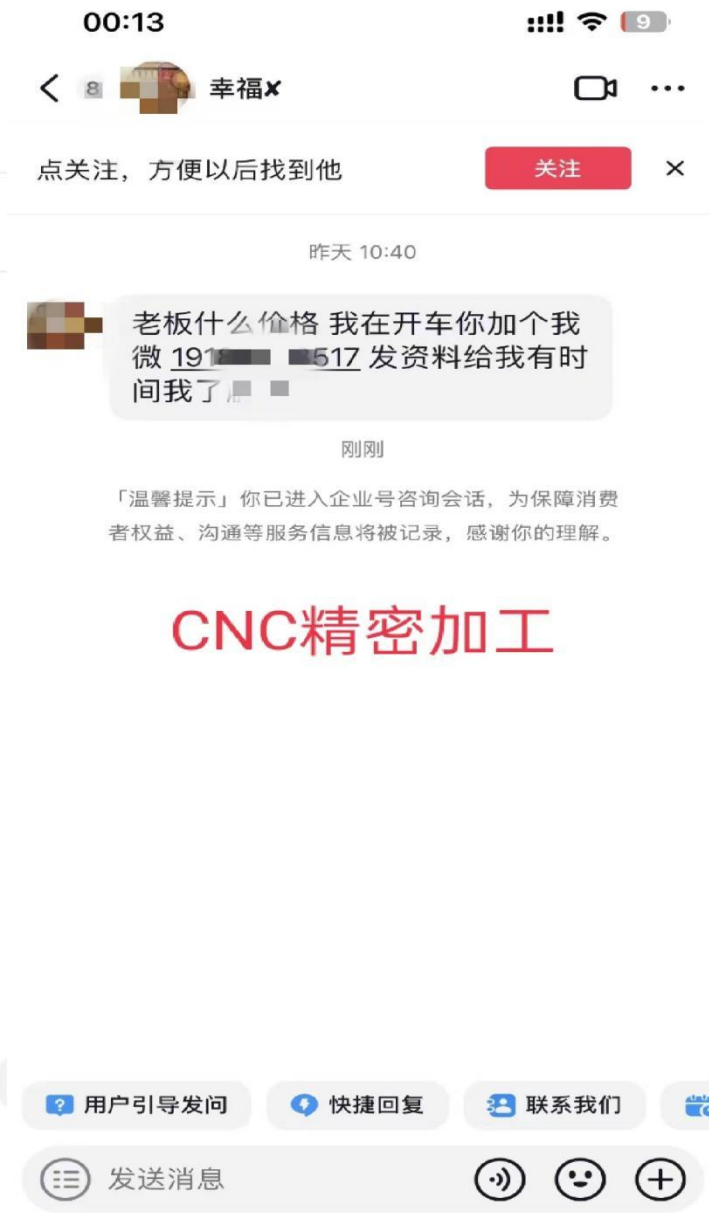 00:13
9
8 幸福✘
点关注，方便以后找到他
关注
昨天 10:40
老板什么价格 我在开车你加个我
微 191 517 发资料给我有时
间我了
刚刚
「温馨提示」你已进入企业号咨询会话，为保障消费
者权益、沟通等服务信息将被记录，感谢你的理解。
CNC精密加工
用户引导发问
快捷回复
联系我们
发送消息